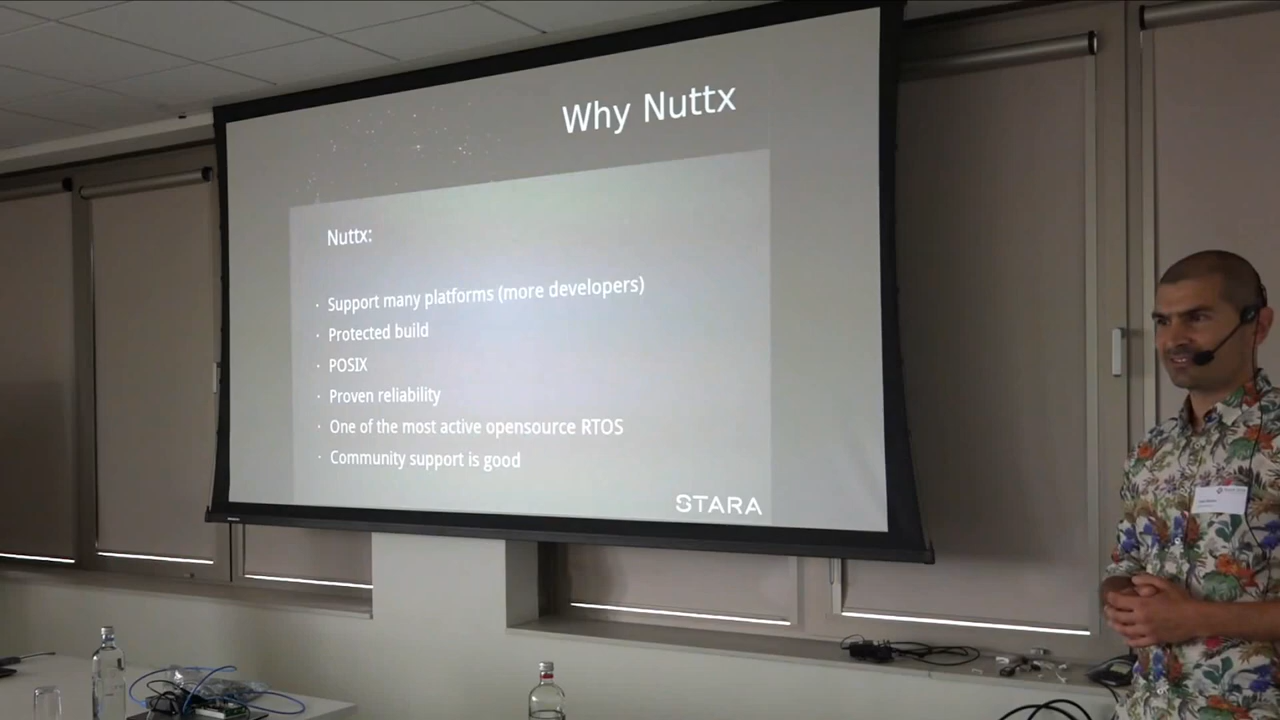 Why Nuttx
Nuttx:
· Support many platforms (more developers)
· Protected build
· POSIX
· Proven reliability
· One of the most active opensource RTOS
· Community support is good
STARA